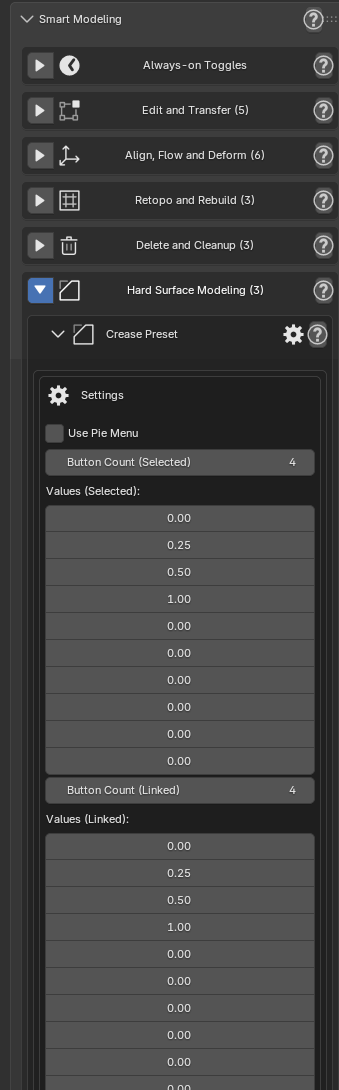 Smart Modeling
Always-on Toggles
Edit and Transfer (5)
Align, Flow and Deform (6)
Retopo and Rebuild (3)
Delete and Cleanup (3)
Hard Surface Modeling (3)
Crease Preset
Settings
Use Pie Menu
Button Count (Selected) 4
Values (Selected):
0.00
0.25
0.50
1.00
0.00
0.00
0.00
0.00
0.00
0.00
Button Count (Linked) 4
Values (Linked):
0.00
0.25
0.50
1.00
0.00
0.00
0.00
0.00
0.00
0.00